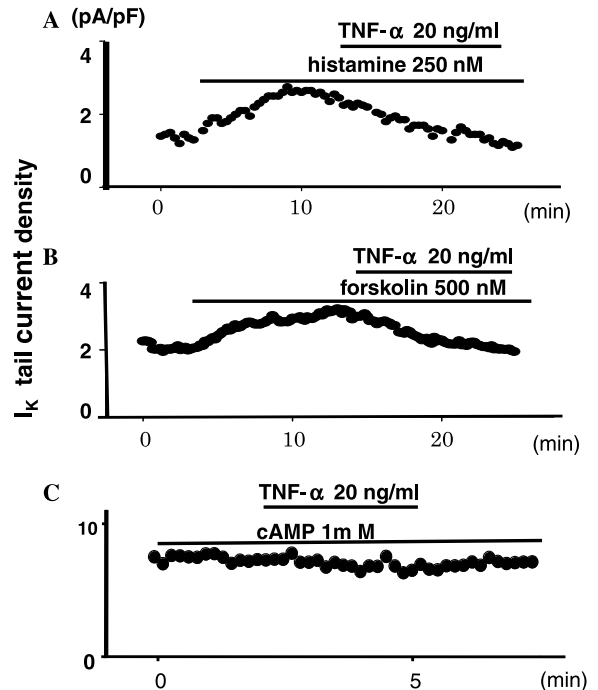 A (pA/pF)
TNF-α 20 ng/ml
histamine 250 nM
4
2
0
0 10 20 (min)
IK tail current density
B
TNF-α 20 ng/ml
forskolin 500 nM
4
2
0
0 10 20 (min)
C
TNF-α 20 ng/ml
cAMP 1m M
10
0
0 5 (min)